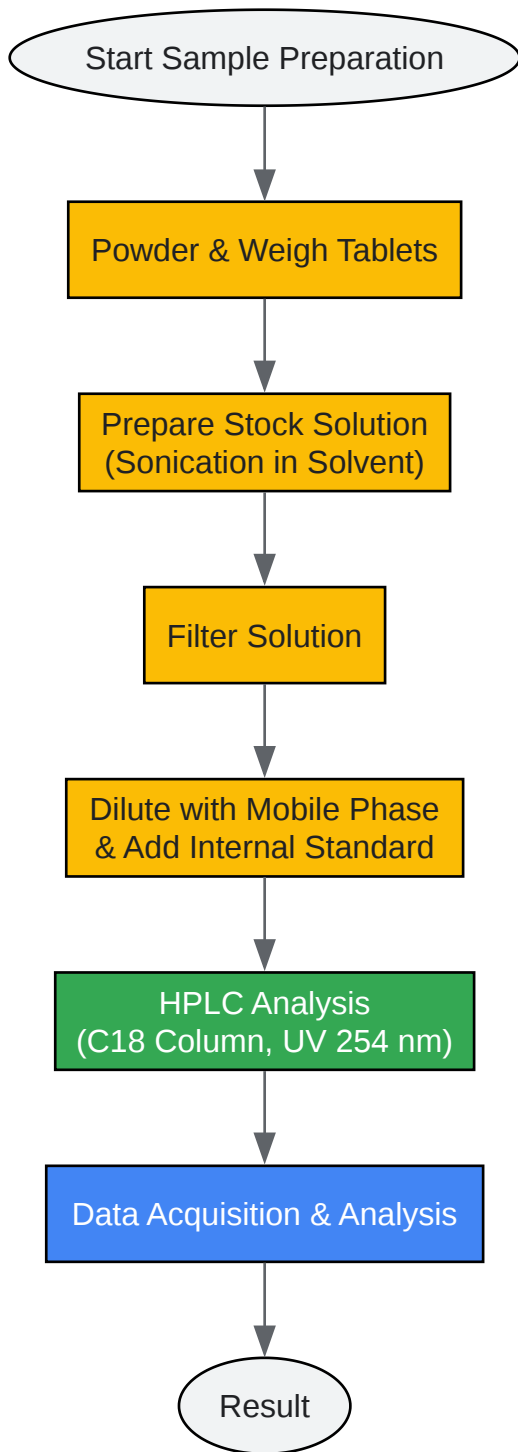 Start Sample Preparation
Powder & Weigh Tablets
Prepare Stock Solution
(Sonication in Solvent)
Filter Solution
Dilute with Mobile Phase
& Add Internal Standard
HPLC Analysis
(C18 Column, UV 254 nm)
Data Acquisition & Analysis
Result